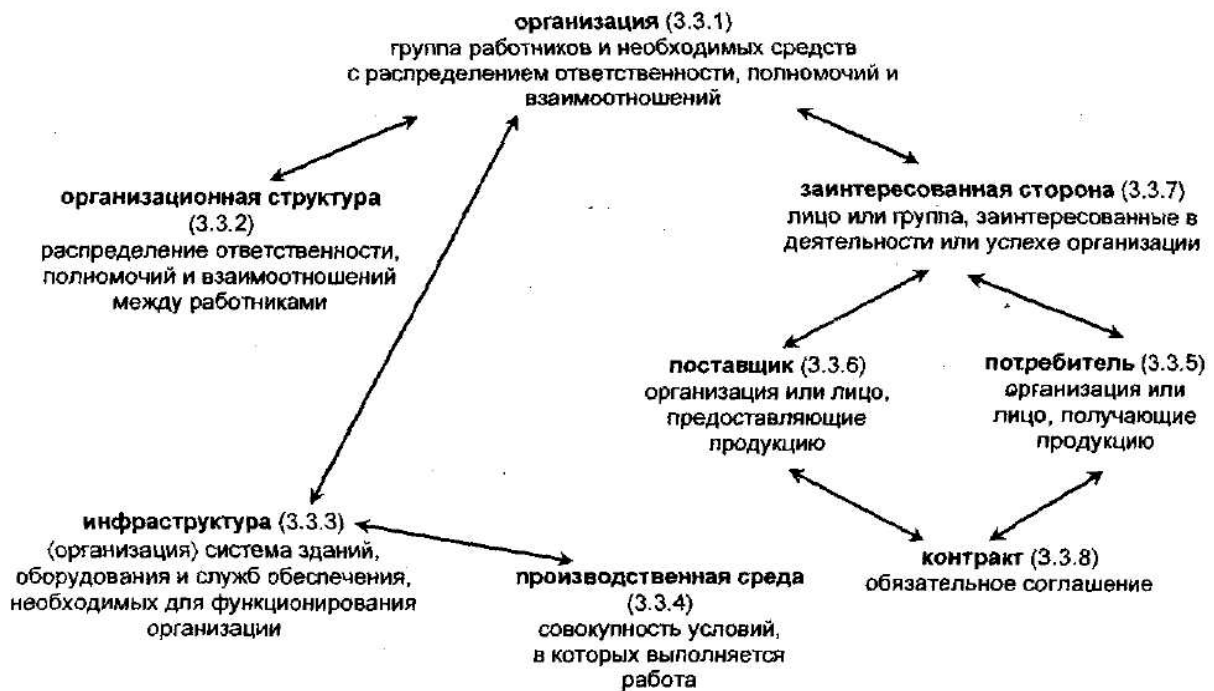 организация (3.3.1)
группа работников и необходимых средств
с распределением ответственности, полномочий и
взаимоотношений
организационная структура
(3.3.2)
распределение ответственности,
полномочий и взаимоотношений
между работниками
заинтересованная сторона (3.3.7)
лицо или группа, заинтересованные в
деятельности или успехе организации
поставщик (3.3.6)
организация или лицо,
предоставляющие
продукцию
потребитель (3.3.5)
организация или
лицо, получающие
продукцию
инфраструктура (3.3.3)
(организация) система зданий,
оборудования и служб обеспечения,
необходимых для функционирования
организации
производственная среда
(3.3.4)
совокупность условий,
в которых выполняется
работа
контракт (3.3.8)
обязательное соглашение